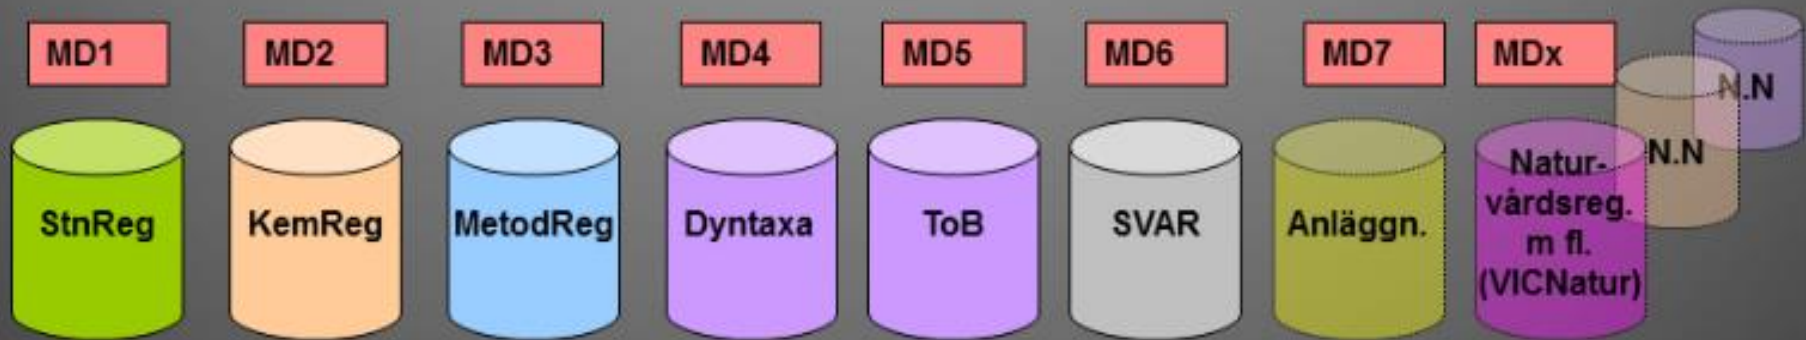 MD1 MD2 MD3 MD4 MD5 MD6 MD7 MDx
N.N
N.N
StnReg KemReg MetodReg Dyntaxa ToB SVAR Anläggn.
Natur-
vårdsreg.
m fl.
(VICNatur)